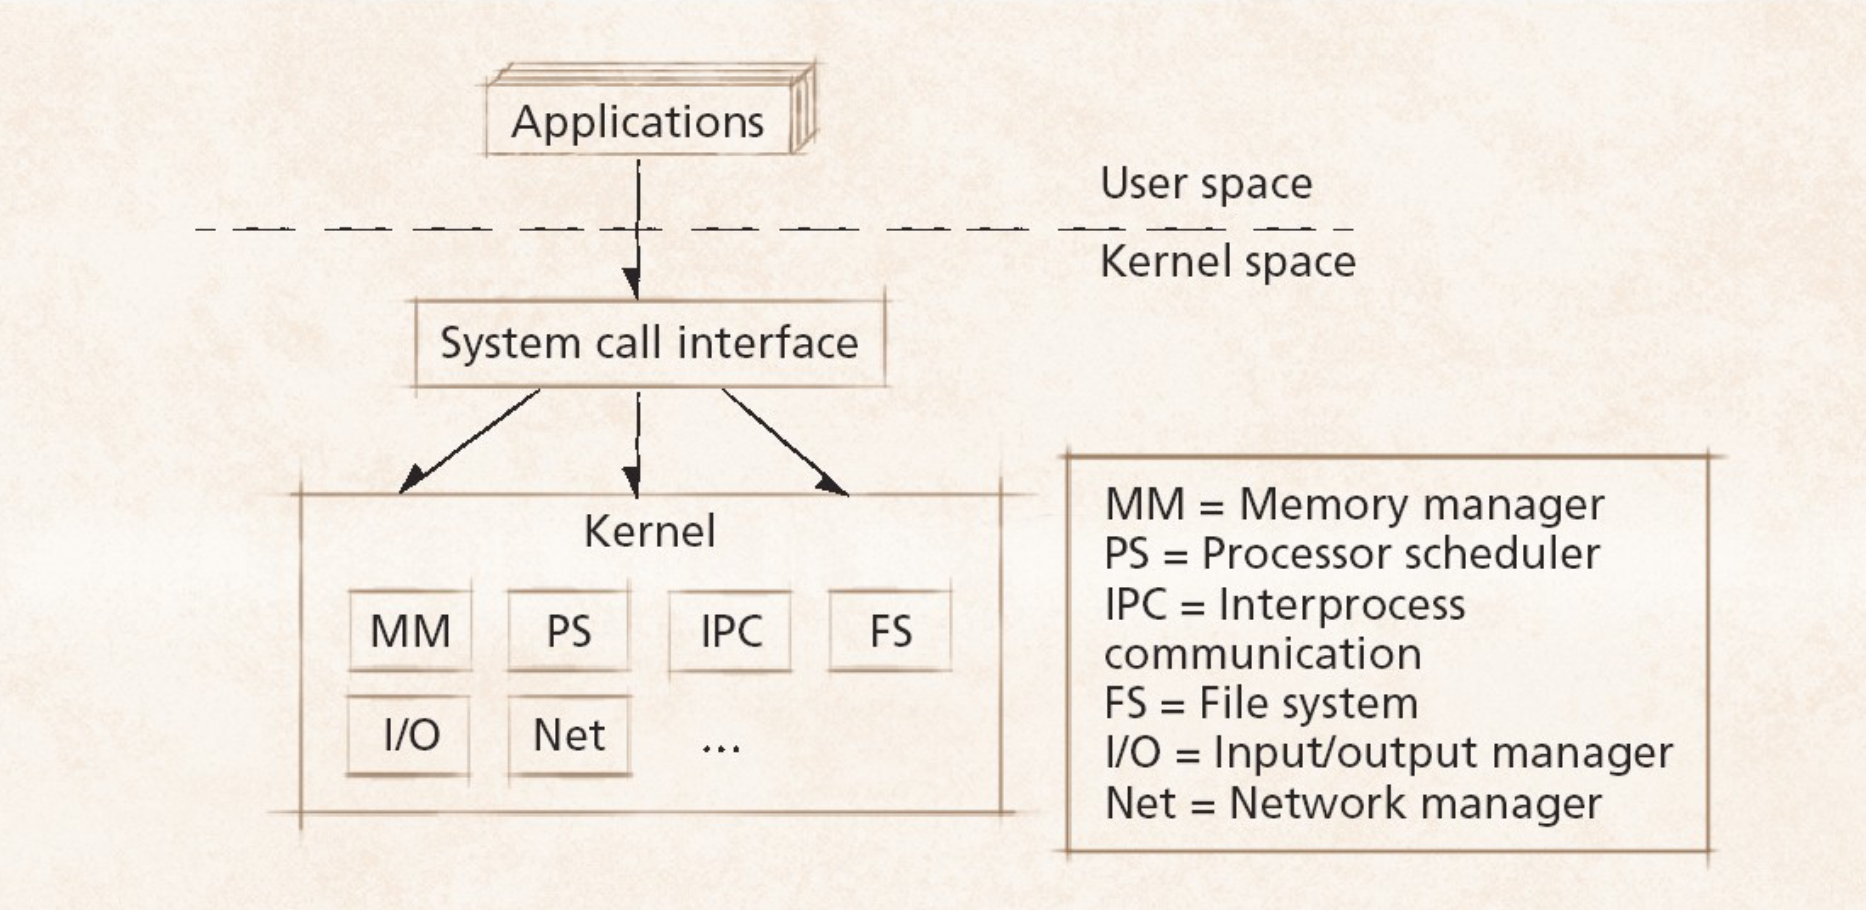 Applications
User space
Kernel space
System call interface
Kernel
MM PS IPC FS
I/O Net ...
MM = Memory manager
PS = Processor scheduler
IPC = Interprocess
communication
FS = File system
I/O = Input/output manager
Net = Network manager